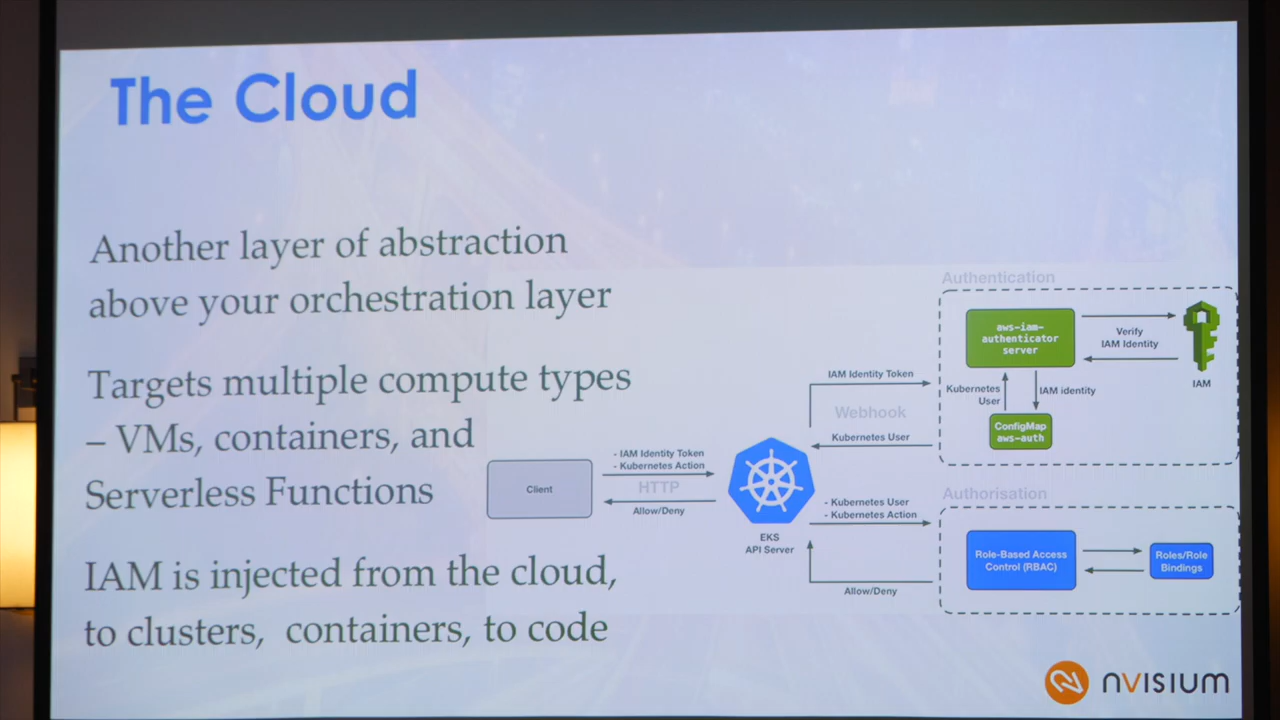 The Cloud
Another layer of abstraction
above your orchestration layer
Targets multiple compute types
– VMs, containers, and
Serverless Functions
IAM is injected from the cloud,
to clusters, containers, to code
Client
- IAM Identity Token
- Kubernetes Action
HTTP
Allow/Deny
EKS
API Server
IAM Identity Token
Webhook
Kubernetes User
- Kubernetes User
- Kubernetes Action
Allow/Deny
Authentication
aws-iam-
authenticator
server
Verify
IAM Identity
IAM
Kubernetes
User
IAM identity
ConfigMap
aws-auth
Authorisation
Role-Based Access
Control (RBAC)
Roles/Role
Bindings
nVISIUM